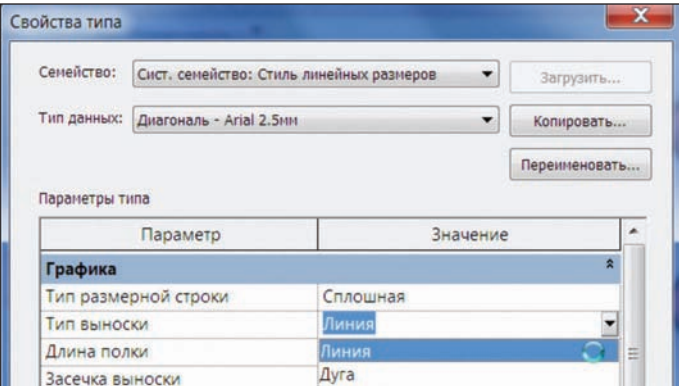 Свойства типа
Семейство: Сист. семейство: Стиль линейных размеров Загрузить...
Тип данных: Диагональ - Arial 2.5мм Копировать...
Переименовать...
Параметры типа
Параметр Значение
Графика
Тип размерной строки Сплошная
Тип выноски Линия
Длина полки Линия
Засечка выноски Дуга